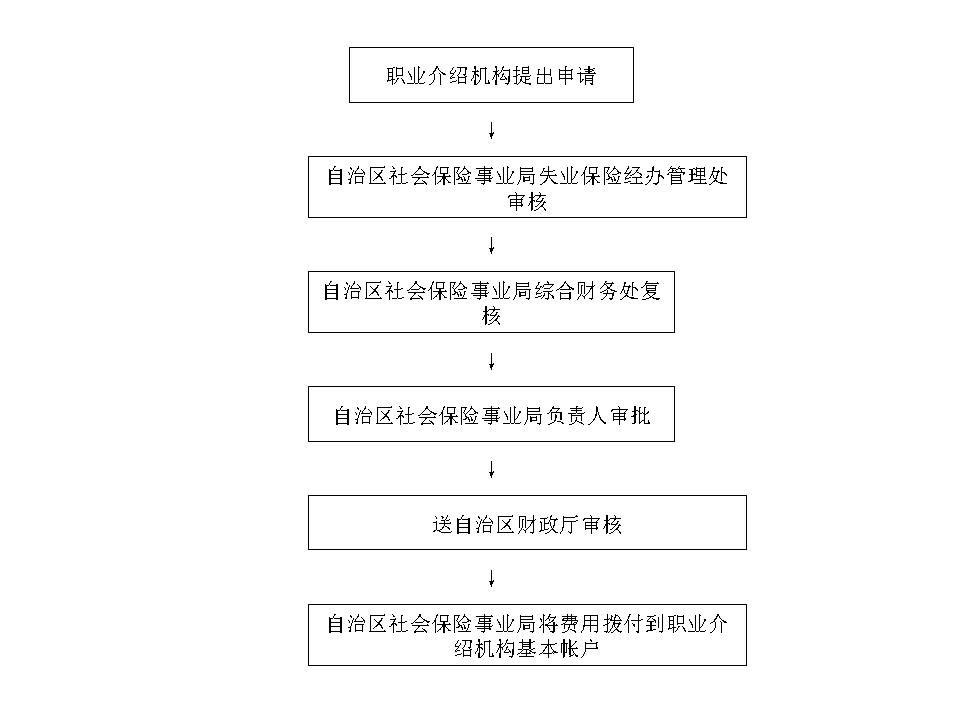 职业介绍机构提出申请
↓
自治区社会保险事业局失业保险经办管理处
审核
↓
自治区社会保险事业局综合财务处复
核
↓
自治区社会保险事业局负责人审批
↓
送自治区财政厅审核
↓
自治区社会保险事业局将费用拨付到职业介
绍机构基本帐户